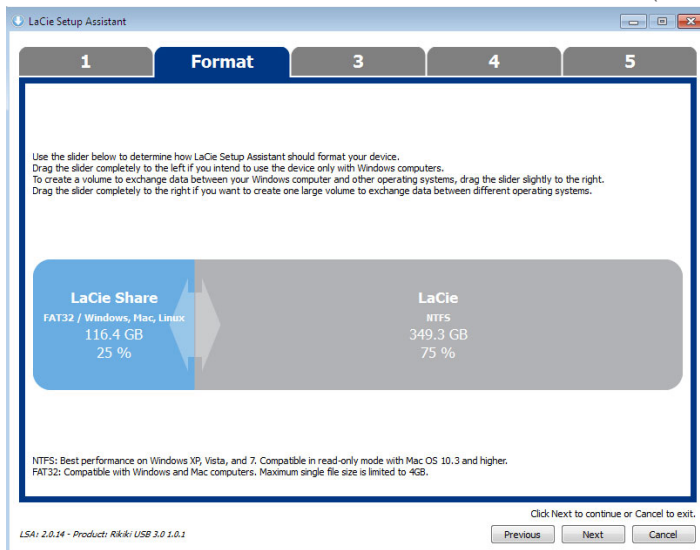 LaCie Setup Assistant
1 Format 3 4 5
Use the slider below to determine how LaCie Setup Assistant should format your device.
Drag the slider completely to the left if you intend to use the device only with Windows computers.
To create a volume to exchange data between your Windows computer and other operating systems, drag the slider slightly to the right.
Drag the slider completely to the right if you want to create one large volume to exchange data between different operating systems.
LaCie Share
FAT32 / Windows, Mac, Linux
116.4 GB
25 %
LaCie
NTFS
349.3 GB
75 %
NTFS: Best performance on Windows XP, Vista, and 7. Compatible in read-only mode with Mac OS 10.3 and higher.
FAT32: Compatible with Windows and Mac computers. Maximum single file size is limited to 4GB.
Click Next to continue or Cancel to exit.
LSA: 2.0.14 - Product: Rikiki USB 3.0 1.0.1
Previous Next Cancel